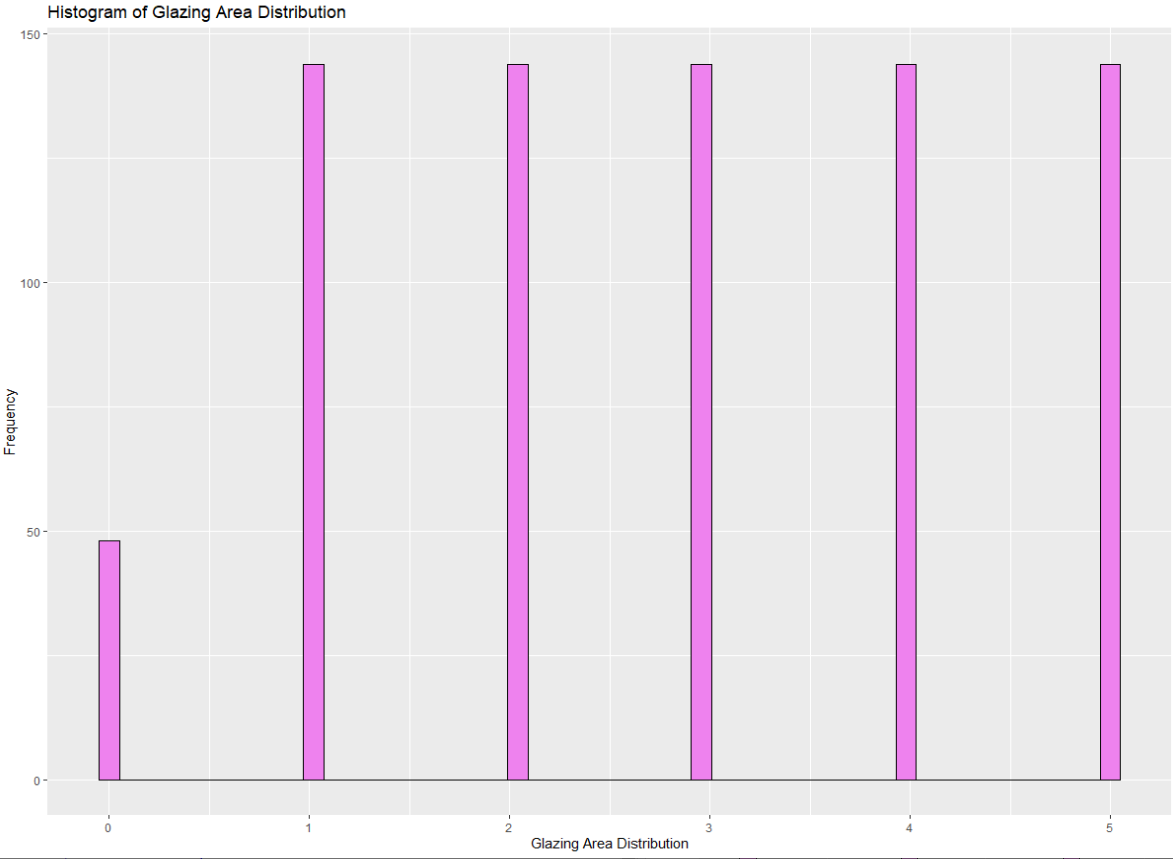 Histogram of Glazing Area Distribution
150
100
50
0
Frequency
0 1 2 3 4 5
Glazing Area Distribution